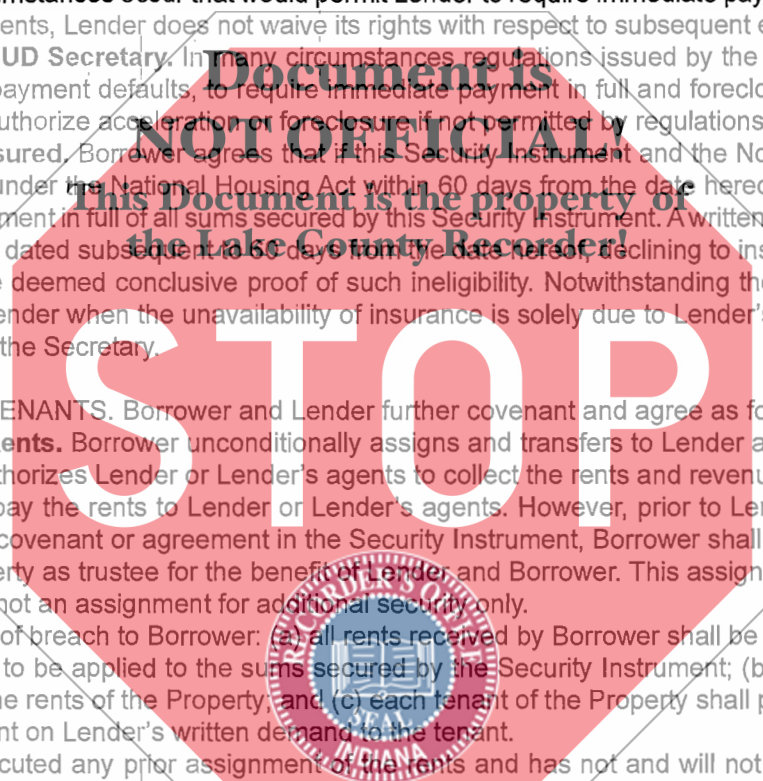 umstances occur that would permit Lender to require immediate pay
ents, Lender does not waive its rights with respect to subsequent e
UD Secretary. In many circumstances regulations issued by the
ayment defaults, to require immediate payment in full and foreclo
uthorize acceleration or foreclosure if not permitted by regulations
sured. Borrower agrees that if this Security Instrument and the No
under the National Housing Act within 60 days from the date hereo
ment in full of all sums secured by this Security Instrument. A written
dated subsequent to 60 days from the date hereof, declining to ins
e deemed conclusive proof of such ineligibility. Notwithstanding the
ender when the unavailability of insurance is solely due to Lender's
the Secretary.
ENANTS. Borrower and Lender further covenant and agree as fo
ents. Borrower unconditionally assigns and transfers to Lender a
thorizes Lender or Lender's agents to collect the rents and revenu
pay the rents to Lender or Lender's agents. However, prior to Len
covenant or agreement in the Security Instrument, Borrower shall
erty as trustee for the benefit of Lender and Borrower. This assign
not an assignment for additional security only.
of breach to Borrower: (a) all rents received by Borrower shall be
to be applied to the sums secured by the Security Instrument; (b
he rents of the Property; and (c) each tenant of the Property shall p
nt on Lender's written demand to the tenant.
cuted any prior assignment of the rents and has not and will not
Document is
NOT OFFICIAL!
This Document is the property of
the Lake County Recorder!
STOP
RECORDER'S OFFICE
SEAL
INDIANA